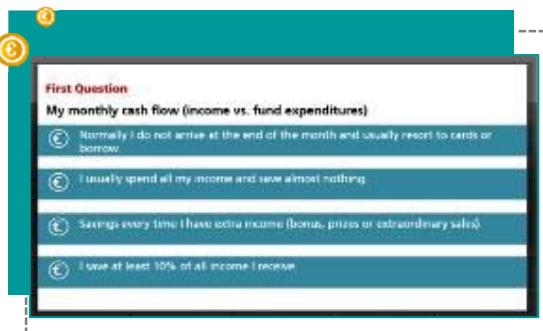 First Question
My monthly cash flow (income vs. fund expenditures)
Normally I do not arrive at the end of the month and usually resort to cards or
borrow.
I usually spend all my income and save almost nothing.
Savings every time I have extra income (bonus, prizes or extraordinary sales).
I save at least 10% of all income I receive